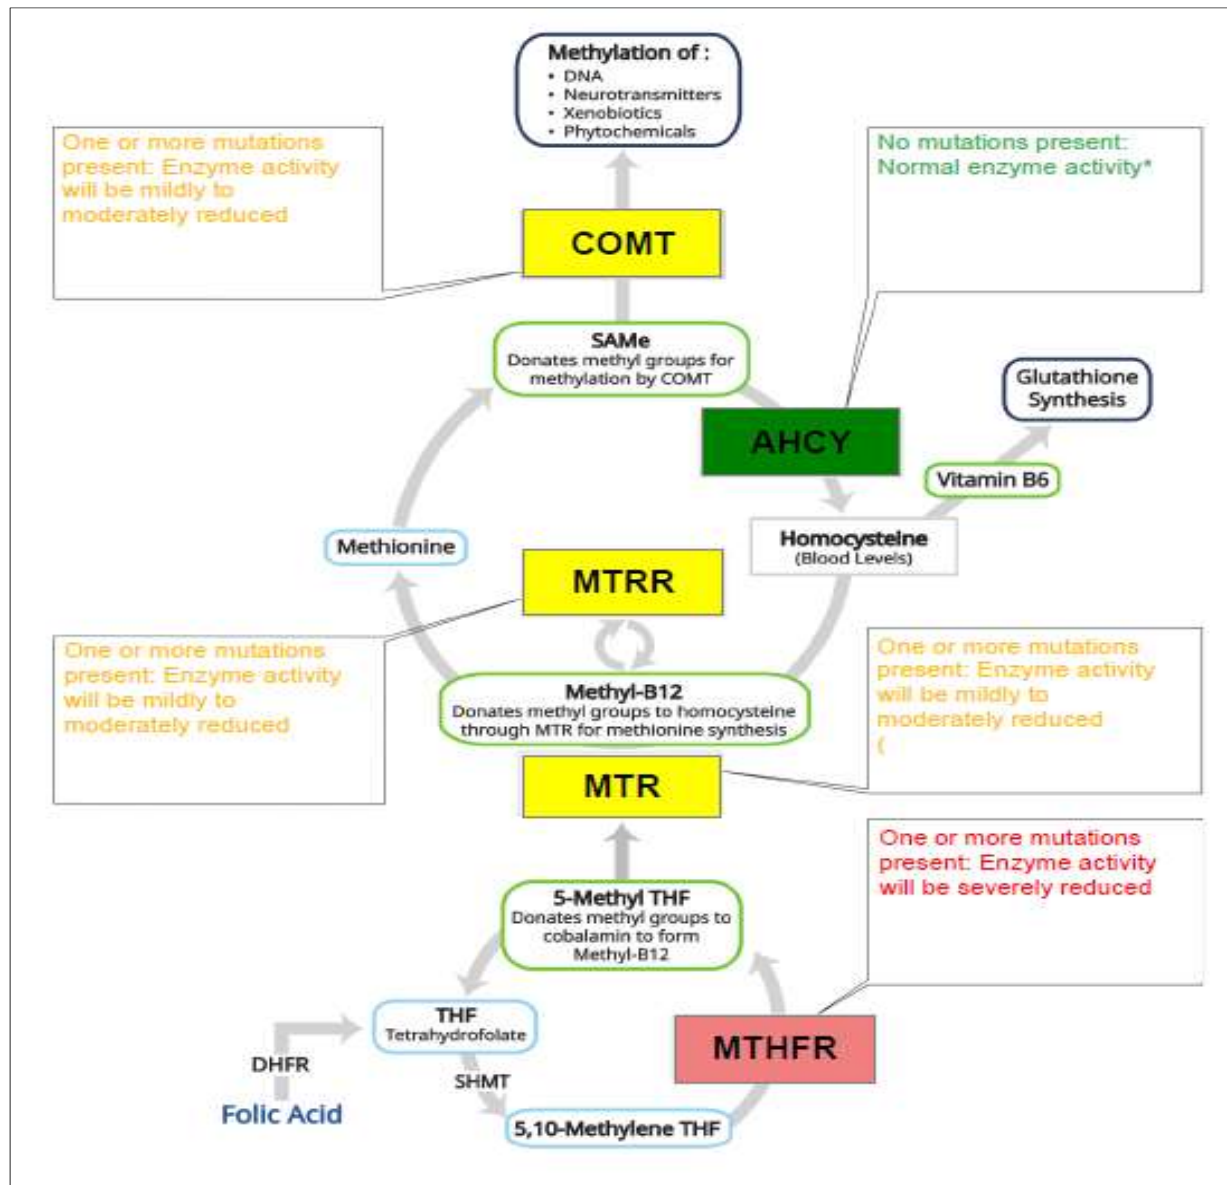 Methylation of :
• DNA
• Neurotransmitters
• Xenobiotics
• Phytochemicals
One or more mutations
present: Enzyme activity
will be mildly to
moderately reduced
No mutations present:
Normal enzyme activity*
COMT
SAMe
Donates methyl groups for
methylation by COMT
Glutathione
Synthesis
AHCY
Vitamin B6
Homocysteine
(Blood Levels)
Methionine
MTRR
One or more mutations
present: Enzyme activity
will be mildly to
moderately reduced
One or more mutations
present: Enzyme activity
will be mildly to
moderately reduced
(
Methyl-B12
Donates methyl groups to homocysteine
through MTR for methionine synthesis
MTR
One or more mutations
present: Enzyme activity
will be severely reduced
5-Methyl THF
Donates methyl groups to
cobalamin to form
Methyl-B12
THF
Tetrahydrofolate
MTHFR
DHFR
SHMT
Folic Acid
5,10-Methylene THF